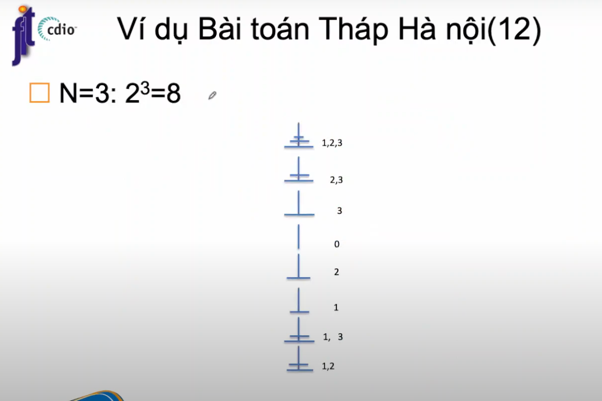 fit cdio
Ví dụ Bài toán Tháp Hà nội(12)
N=3: 2³=8
1,2,3
2,3
3
0
2
1
1, 3
1,2